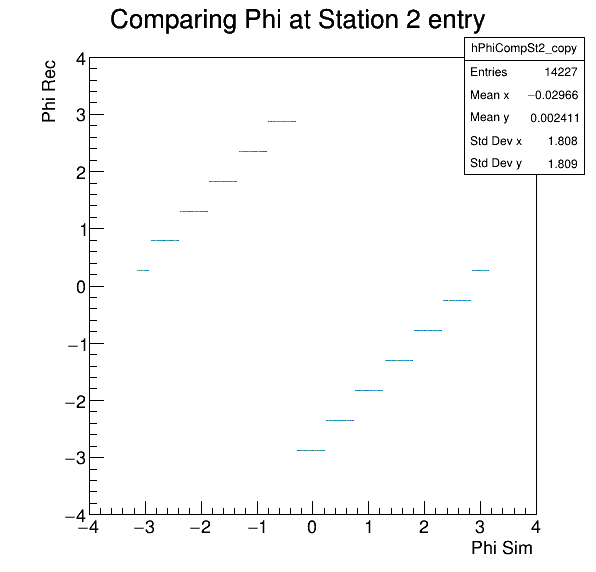 Comparing Phi at Station 2 entry
hPhiCompSt2_copy
Entries 14227
Mean x −0.02966
Mean y 0.002411
Std Dev x 1.808
Std Dev y 1.809
Phi Rec
4
3
2
1
0
−1
−2
−3
−4
−4 −3 −2 −1 0 1 2 3 4
Phi Sim